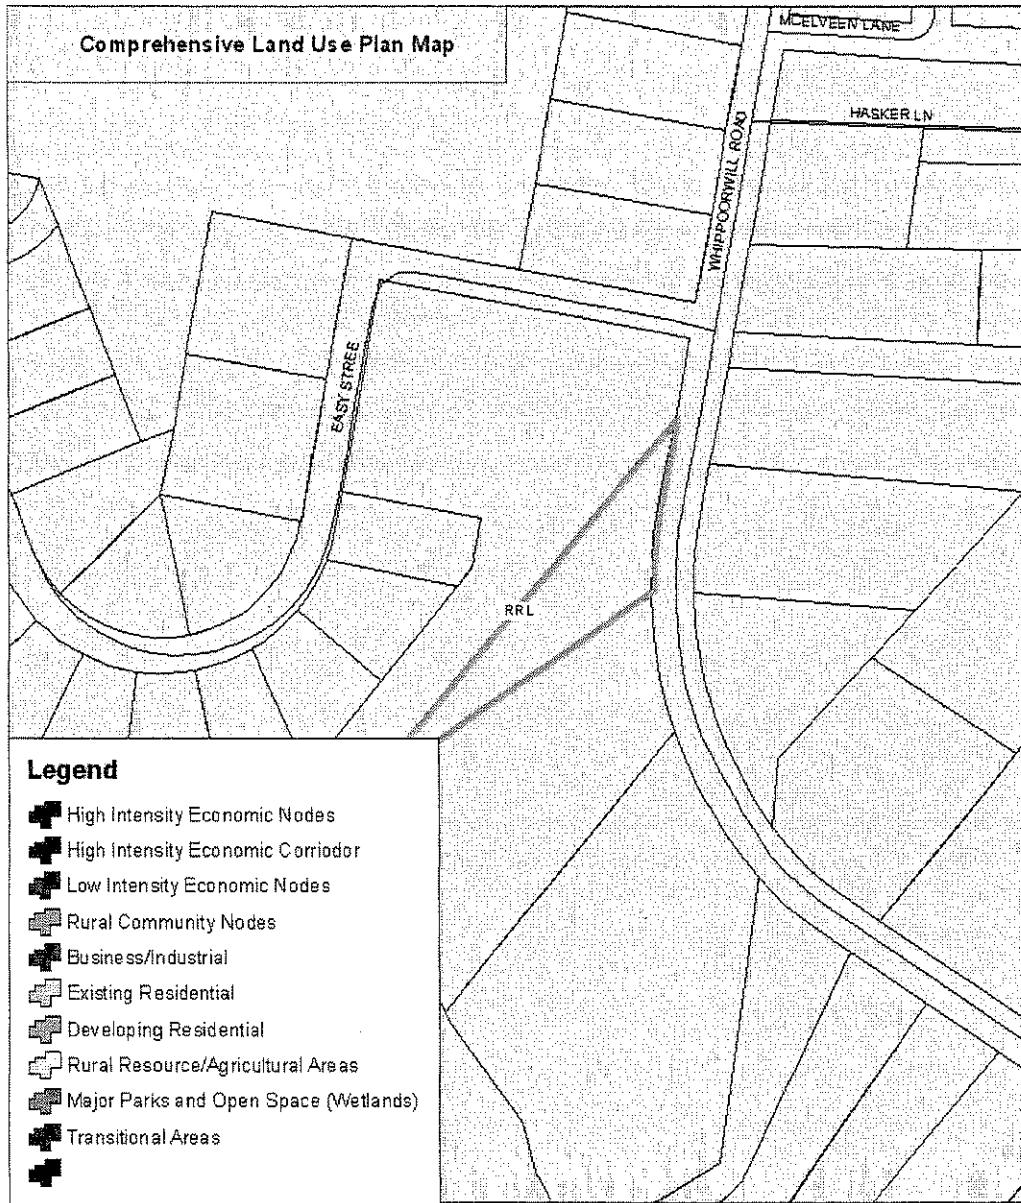 Comprehensive Land Use Plan Map
MCELVEEN LANE
HASKER LN
WHIPPOORWILL ROAD
EASY STREE
RRL
Legend
High Intensity Economic Nodes
High Intensity Economic Corriodor
Low Intensity Economic Nodes
Rural Community Nodes
Business/Industrial
Existing Residential
Developing Residential
Rural Resource/Agricultural Areas
Major Parks and Open Space (Wetlands)
Transitional Areas